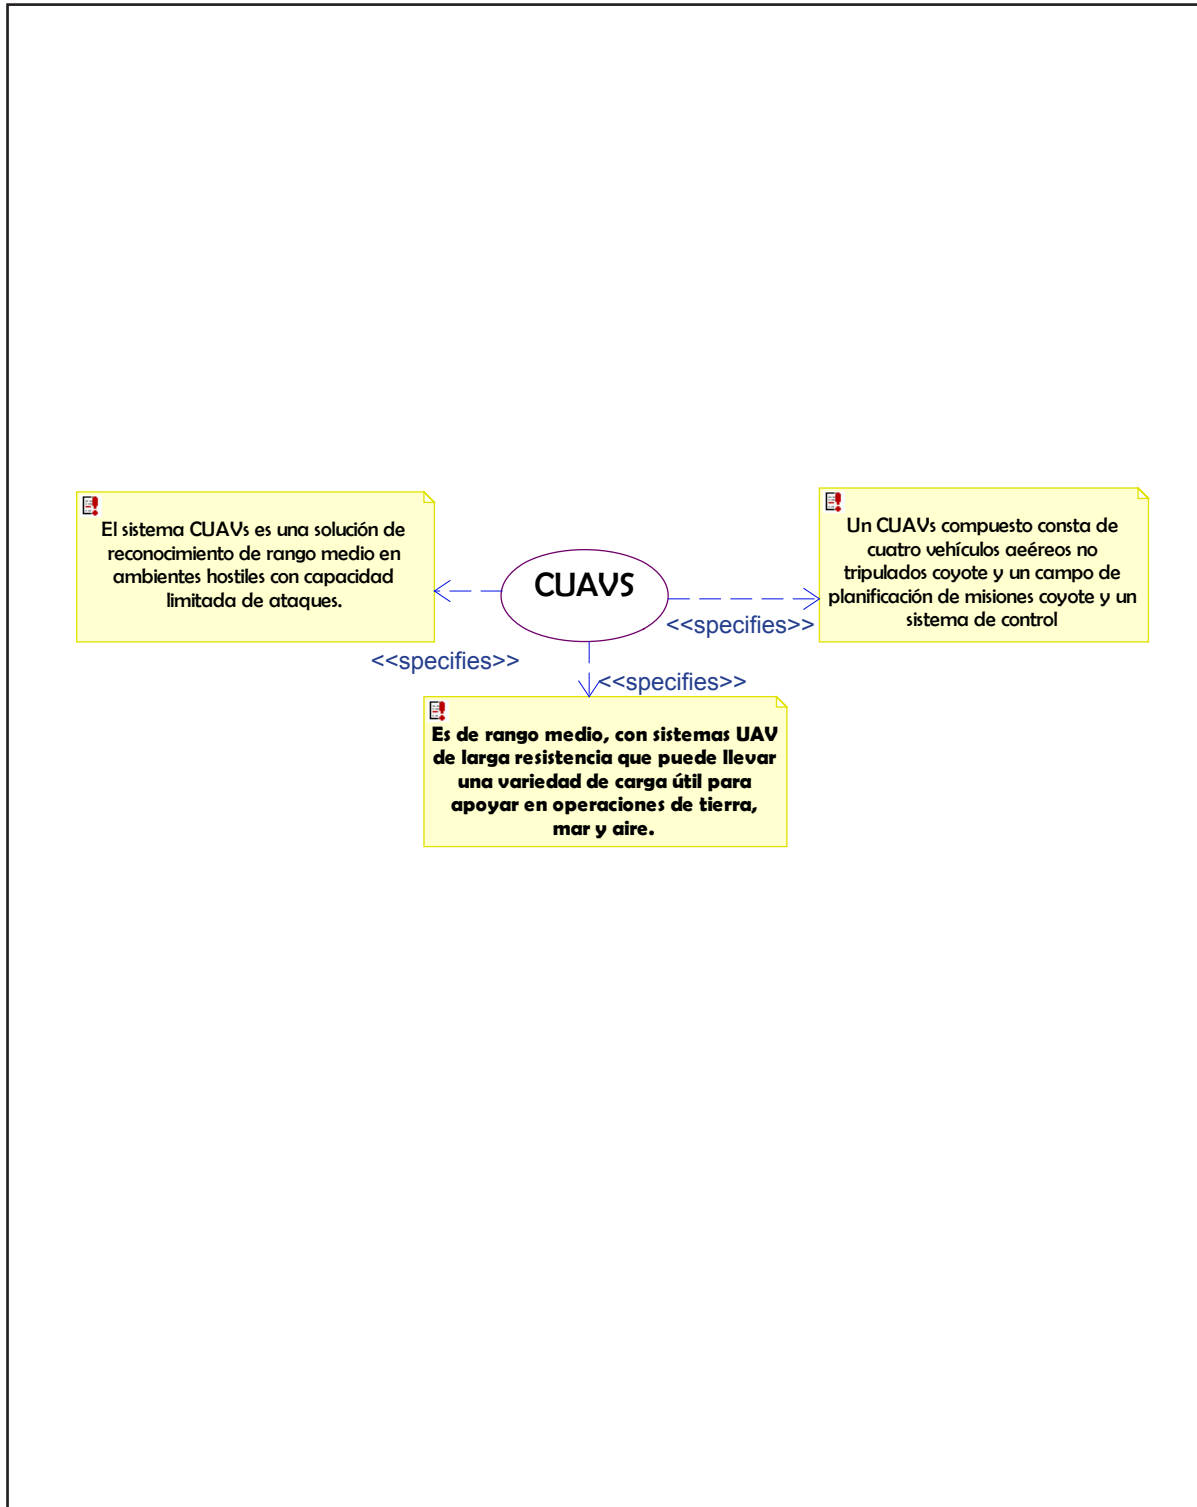 El sistema CUAVs es una solución de
reconocimiento de rango medio en
ambientes hostiles con capacidad
limitada de ataques.
CUAVS
Un CUAVs compuesto consta de
cuatro vehículos aeéreos no
tripulados coyote y un campo de
planificación de misiones coyote y un
sistema de control
<<specifies>>
<<specifies>>
<<specifies>>
Es de rango medio, con sistemas UAV
de larga resistencia que puede llevar
una variedad de carga útil para
apoyar en operaciones de tierra,
mar y aire.